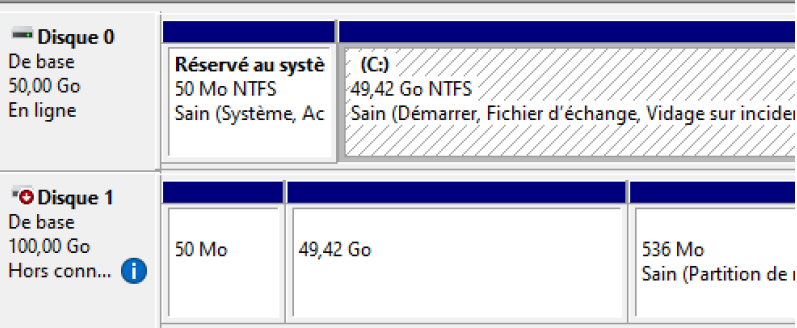 Disque 0
De base
50,00 Go
En ligne
Réservé au systè
50 Mo NTFS
Sain (Système, Ac
(C:)
49,42 Go NTFS
Sain (Démarrer, Fichier d'échange, Vidage sur incider
Disque 1
De base
100,00 Go
Hors conn...
50 Mo
49,42 Go
536 Mo
Sain (Partition de